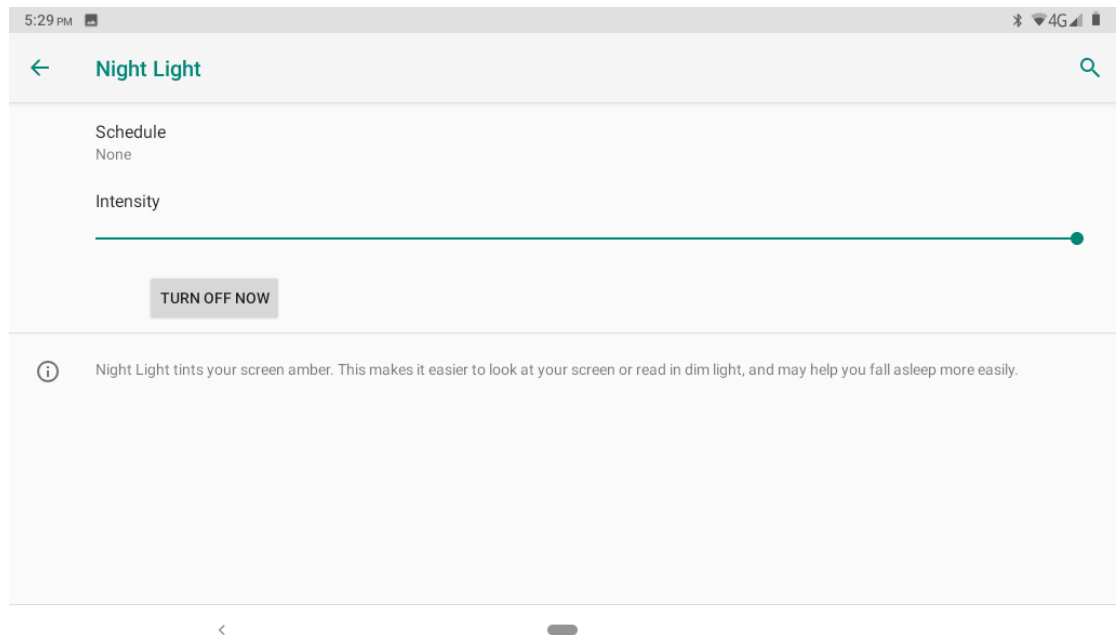 5:29 PM 4G
Night Light
Schedule
None
Intensity
TURN OFF NOW
Night Light tints your screen amber. This makes it easier to look at your screen or read in dim light, and may help you fall asleep more easily.